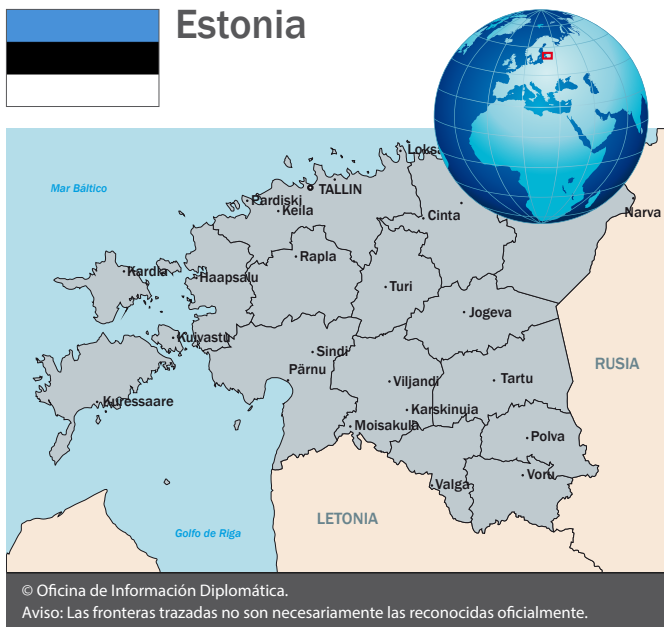 Estonia
Mar Báltico
Loks
Pardiski
TALLIN
Keila
Cinta
Narva
Rapla
Kardla
Haapsalu
Turi
Jogeva
Kuivastu
Sindi
RUSIA
Pärnu
Viljandi
Tartu
Kuressaare
Karskinuia
Moisakula
Polva
Voru
Valga
LETONIA
Golfo de Riga
© Oficina de Información Diplomática.
Aviso: Las fronteras trazadas no son necesariamente las reconocidas oficialmente.